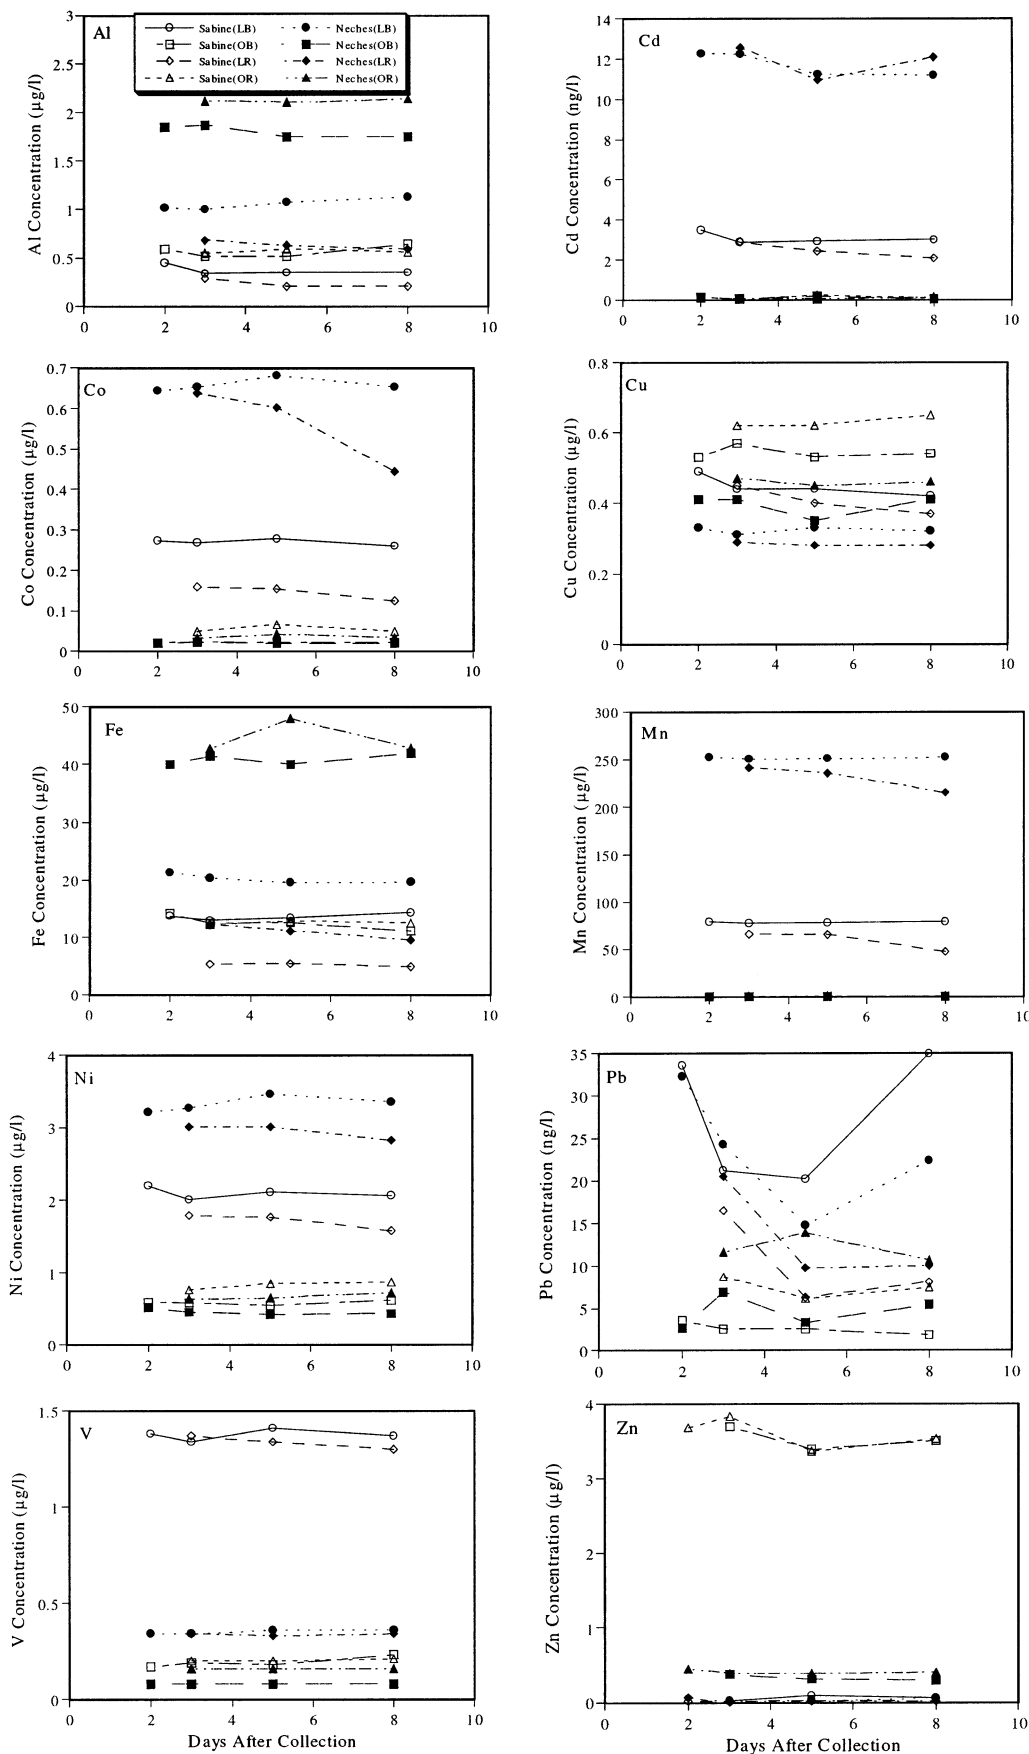 Al
Sabine(LB) Neches(LB)
Sabine(OB) Neches(OB)
Sabine(LR) Neches(LR)
Sabine(OR) Neches(OR)
Al Concentration (µg/l)
3
2.5
2
1.5
1
0.5
0
0 2 4 6 8 10
Cd
Cd Concentration (ng/l)
14
12
10
8
6
4
2
0
0 2 4 6 8 10
Co
Co Concentration (µg/l)
0.7
0.6
0.5
0.4
0.3
0.2
0.1
0
0 2 4 6 8 10
Cu
Cu Concentration (µg/l)
0.8
0.6
0.4
0.2
0
0 2 4 6 8 10
Fe
Fe Concentration (µg/l)
50
40
30
20
10
0
0 2 4 6 8 10
Mn
Mn Concentration (µg/l)
300
250
200
150
100
50
0
0 2 4 6 8 10
Ni
Ni Concentration (µg/l)
4
3
2
1
0
0 2 4 6 8 10
Pb
Pb Concentration (ng/l)
35
30
25
20
15
10
5
0
0 2 4 6 8 10
V
V Concentration (µg/l)
1.5
1
0.5
0
0 2 4 6 8 10
Days After Collection
Zn
Zn Concentration (µg/l)
4
3
2
1
0
0 2 4 6 8 10
Days After Collection